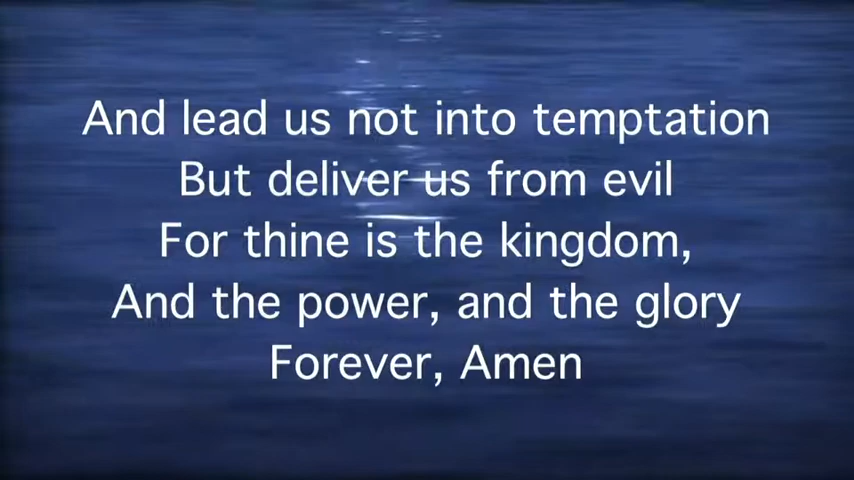 And lead us not into temptation
But deliver us from evil
For thine is the kingdom,
And the power, and the glory
Forever, Amen